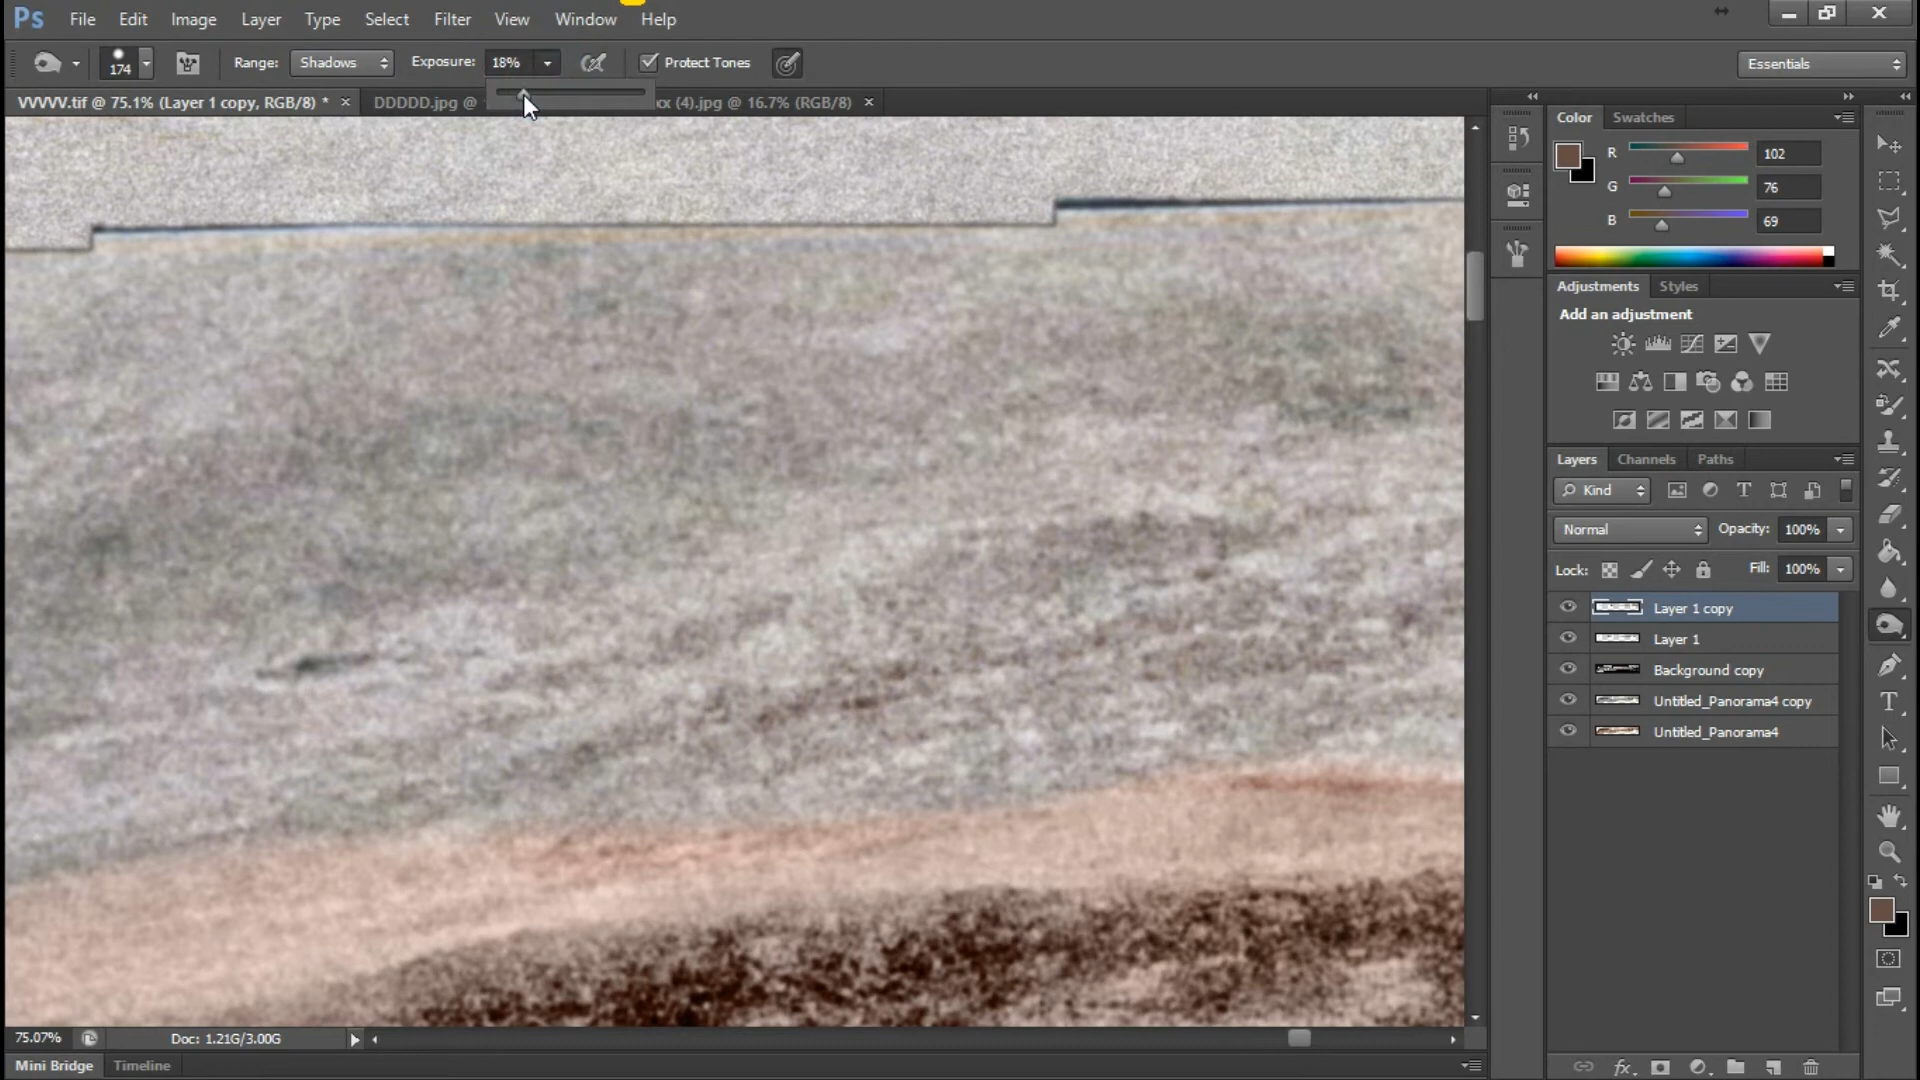 Ps File Edit Image Layer Type Select Filter View Window Help
174 Range: Shadows Exposure: 18% Protect Tones Essentials
VVVVV.tif @ 75.1% (Layer 1 copy, RGB/8) * DDDDD.jpg @ (4).jpg @ 16.7% (RGB/8)
Color Swatches
R 102
G 76
B 69
Adjustments Styles
Add an adjustment
Layers Channels Paths
Kind T
Normal Opacity: 100%
Lock: Fill: 100%
Layer 1 copy
Layer 1
Background copy
Untitled_Panorama4 copy
Untitled_Panorama4
75.07% Doc: 1.21G/3.00G
Mini Bridge Timeline
fx